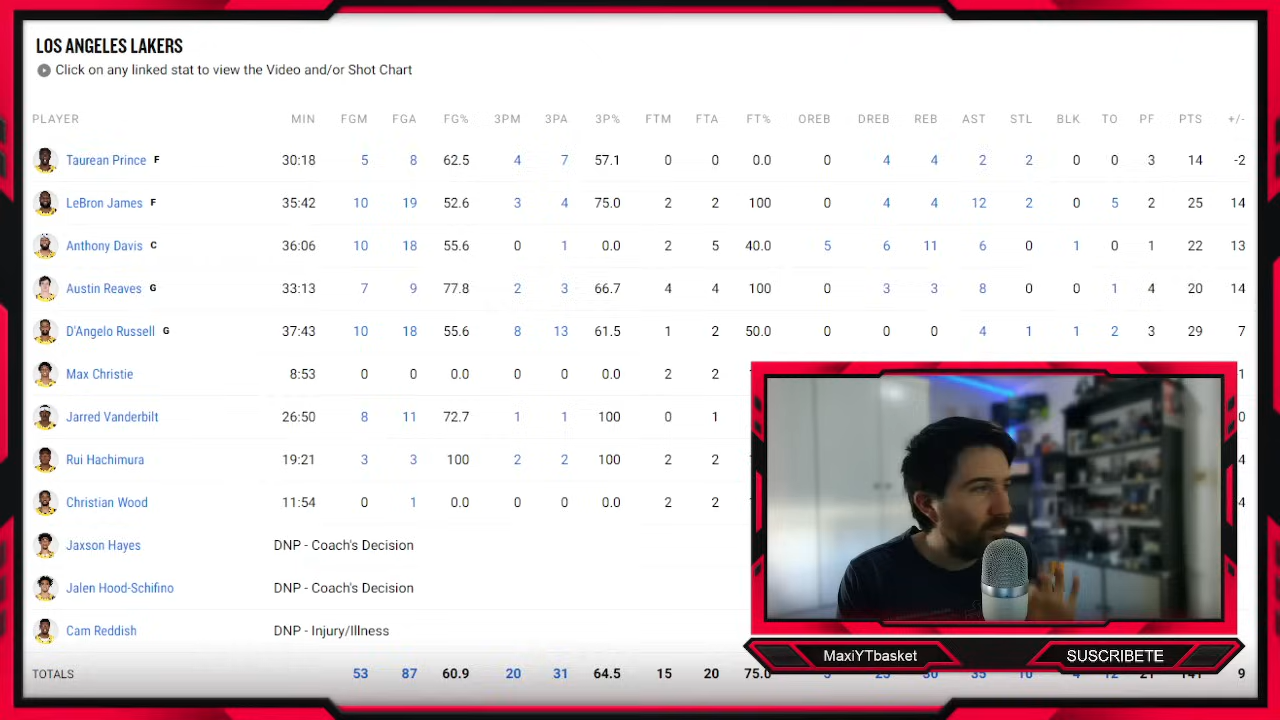 LOS ANGELES LAKERS
Click on any linked stat to view the Video and/or Shot Chart
PLAYER MIN FGM FGA FG% 3PM 3PA 3P% FTM FTA FT% OREB DREB REB AST STL BLK TO PF PTS +/-
Taurean Prince F 30:18 5 8 62.5 4 7 57.1 0 0 0.0 0 4 4 2 2 0 0 3 14 -2
LeBron James F 35:42 10 19 52.6 3 4 75.0 2 2 100 0 4 4 12 2 0 5 2 25 14
Anthony Davis C 36:06 10 18 55.6 0 1 0.0 2 5 40.0 5 6 11 6 0 1 0 1 22 13
Austin Reaves G 33:13 7 9 77.8 2 3 66.7 4 4 100 0 3 3 8 0 0 1 4 20 14
D'Angelo Russell G 37:43 10 18 55.6 8 13 61.5 1 2 50.0 0 0 0 4 1 1 2 3 29 7
Max Christie 8:53 0 0 0.0 0 0 0.0 2 2
Jarred Vanderbilt 26:50 8 11 72.7 1 1 100 0 1
Rui Hachimura 19:21 3 3 100 2 2 100 2 2
Christian Wood 11:54 0 1 0.0 0 0 0.0 2 2
Jaxson Hayes DNP - Coach's Decision
Jalen Hood-Schifino DNP - Coach's Decision
Cam Reddish DNP - Injury/Illness
TOTALS 53 87 60.9 20 31 64.5 15 20 75.0 9
MaxiYTbasket SUSCRIBETE